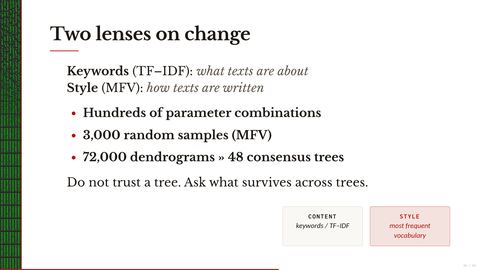 Two lenses on change
Keywords (TF–IDF): what texts are about
Style (MFV): how texts are written
• Hundreds of parameter combinations
• 3,000 random samples (MFV)
• 72,000 dendrograms » 48 consensus trees
Do not trust a tree. Ask what survives across trees.
CONTENT
keywords / TF–IDF
STYLE
most frequent
vocabulary